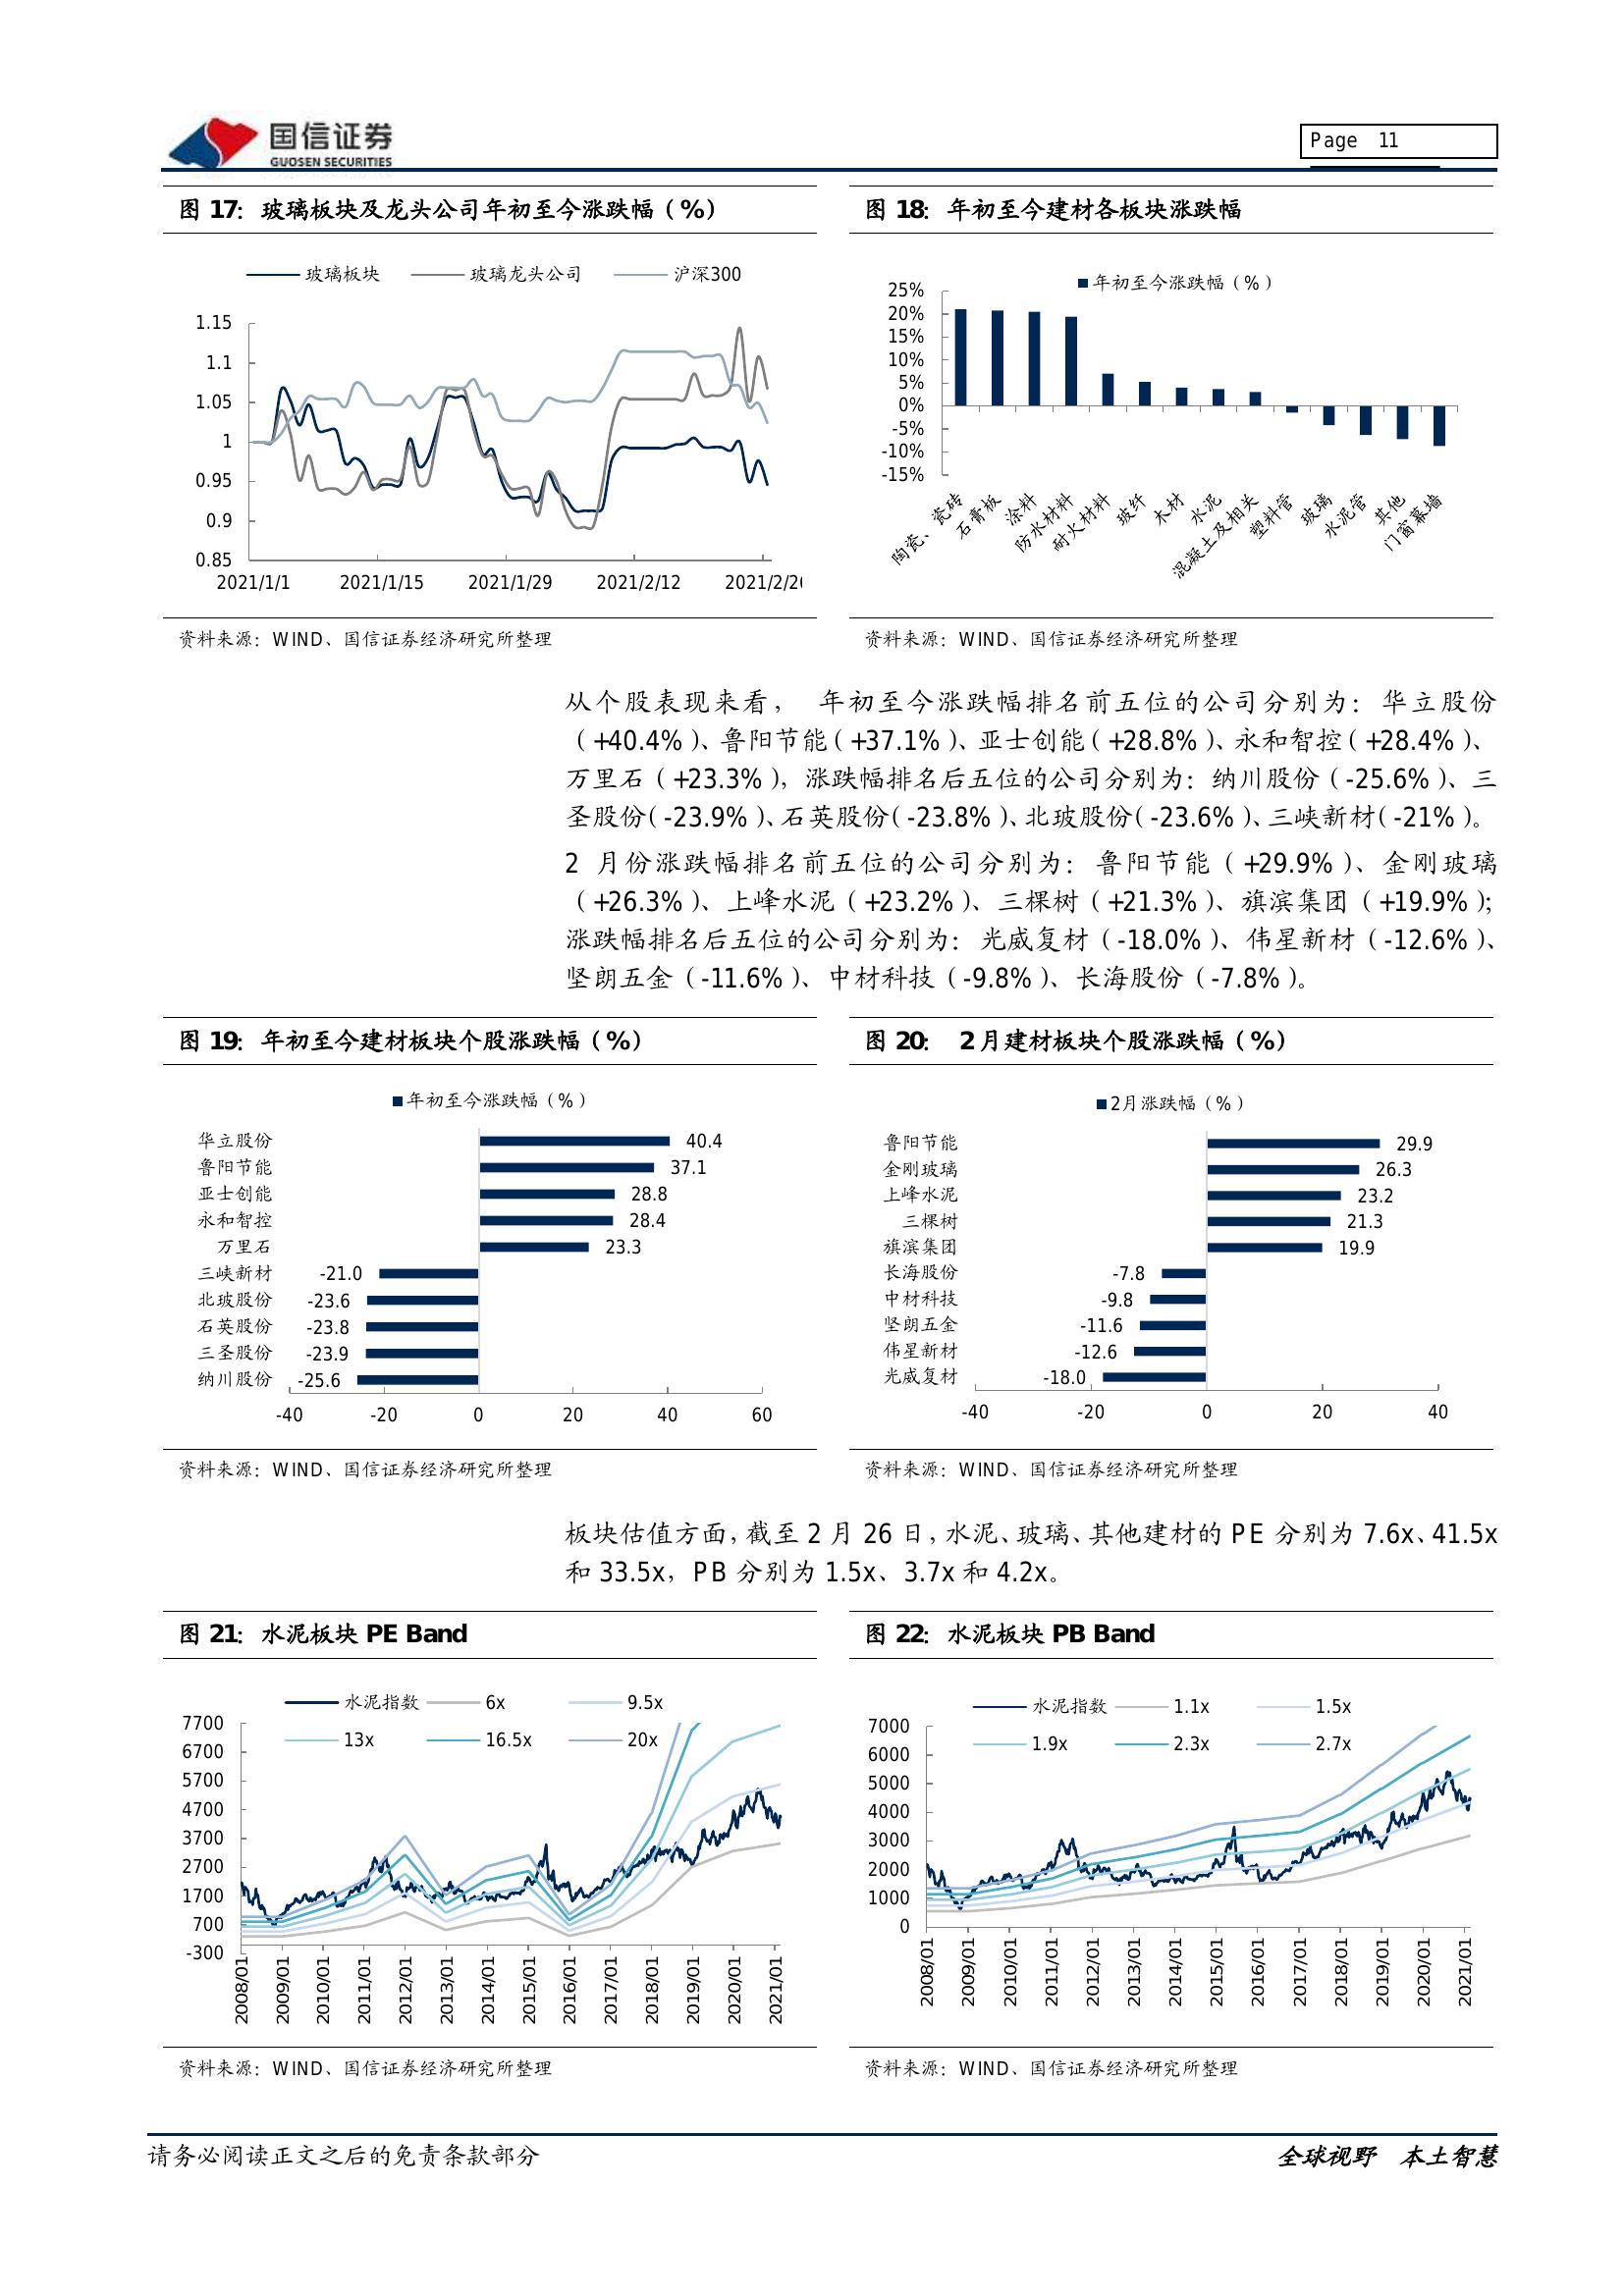 国信证券
GUOSEN SECURITIES
Page 11
图 17：玻璃板块及龙头公司年初至今涨跌幅（%）
玻璃板块 玻璃龙头公司 沪深300
1.15
1.1
1.05
1
0.95
0.9
0.85
2021/1/1 2021/1/15 2021/1/29 2021/2/12 2021/2/2
资料来源：WIND、国信证券经济研究所整理
图 18：年初至今建材各板块涨跌幅
年初至今涨跌幅（%）
25%
20%
15%
10%
5%
0%
-5%
-10%
-15%
陶瓷、瓷砖 石膏板 涂料 防水材料 耐火材料 玻纤 木材 水泥 混凝土及相关 塑料管 玻璃 水泥管 其他 门窗幕墙
资料来源：WIND、国信证券经济研究所整理
从个股表现来看， 年初至今涨跌幅排名前五位的公司分别为：华立股份
（+40.4%）、鲁阳节能（+37.1%）、亚士创能（+28.8%）、永和智控（+28.4%）、
万里石（+23.3%），涨跌幅排名后五位的公司分别为：纳川股份（-25.6%）、三
圣股份（-23.9%）、石英股份（-23.8%）、北玻股份（-23.6%）、三峡新材（-21%）。
2 月份涨跌幅排名前五位的公司分别为：鲁阳节能（+29.9%）、金刚玻璃
（+26.3%）、上峰水泥（+23.2%）、三棵树（+21.3%）、旗滨集团（+19.9%）；
涨跌幅排名后五位的公司分别为：光威复材（-18.0%）、伟星新材（-12.6%）、
坚朗五金（-11.6%）、中材科技（-9.8%）、长海股份（-7.8%）。
图 19：年初至今建材板块个股涨跌幅（%）
年初至今涨跌幅（%）
华立股份 40.4
鲁阳节能 37.1
亚士创能 28.8
永和智控 28.4
万里石 23.3
三峡新材 -21.0
北玻股份 -23.6
石英股份 -23.8
三圣股份 -23.9
纳川股份 -25.6
-40 -20 0 20 40 60
资料来源：WIND、国信证券经济研究所整理
图 20： 2 月建材板块个股涨跌幅（%）
2月涨跌幅（%）
鲁阳节能 29.9
金刚玻璃 26.3
上峰水泥 23.2
三棵树 21.3
旗滨集团 19.9
长海股份 -7.8
中材科技 -9.8
坚朗五金 -11.6
伟星新材 -12.6
光威复材 -18.0
-40 -20 0 20 40
资料来源：WIND、国信证券经济研究所整理
板块估值方面，截至 2 月 26 日，水泥、玻璃、其他建材的 PE 分别为 7.6x、41.5x
和 33.5x，PB 分别为 1.5x、3.7x 和 4.2x。
图 21：水泥板块 PE Band
水泥指数 6x 9.5x
13x 16.5x 20x
7700
6700
5700
4700
3700
2700
1700
700
-300
2008/01 2009/01 2010/01 2011/01 2012/01 2013/01 2014/01 2015/01 2016/01 2017/01 2018/01 2019/01 2020/01 2021/01
资料来源：WIND、国信证券经济研究所整理
图 22：水泥板块 PB Band
水泥指数 1.1x 1.5x
1.9x 2.3x 2.7x
7000
6000
5000
4000
3000
2000
1000
0
2008/01 2009/01 2010/01 2011/01 2012/01 2013/01 2014/01 2015/01 2016/01 2017/01 2018/01 2019/01 2020/01 2021/01
资料来源：WIND、国信证券经济研究所整理
请务必阅读正文之后的免责条款部分
全球视野 本土智慧